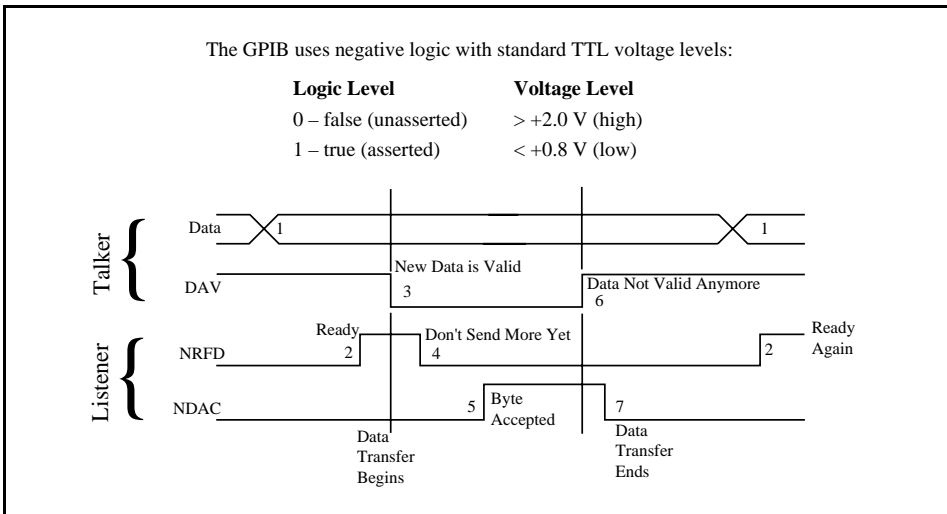 The GPIB uses negative logic with standard TTL voltage levels:
Logic Level Voltage Level
0 – false (unasserted) > +2.0 V (high)
1 – true (asserted) < +0.8 V (low)
Talker
Data 1 1
DAV New Data is Valid 3 Data Not Valid Anymore 6
Listener
NRFD Ready 2 Don't Send More Yet 4 2 Ready Again
NDAC 5 Byte Accepted 7
Data Transfer Begins
Data Transfer Ends